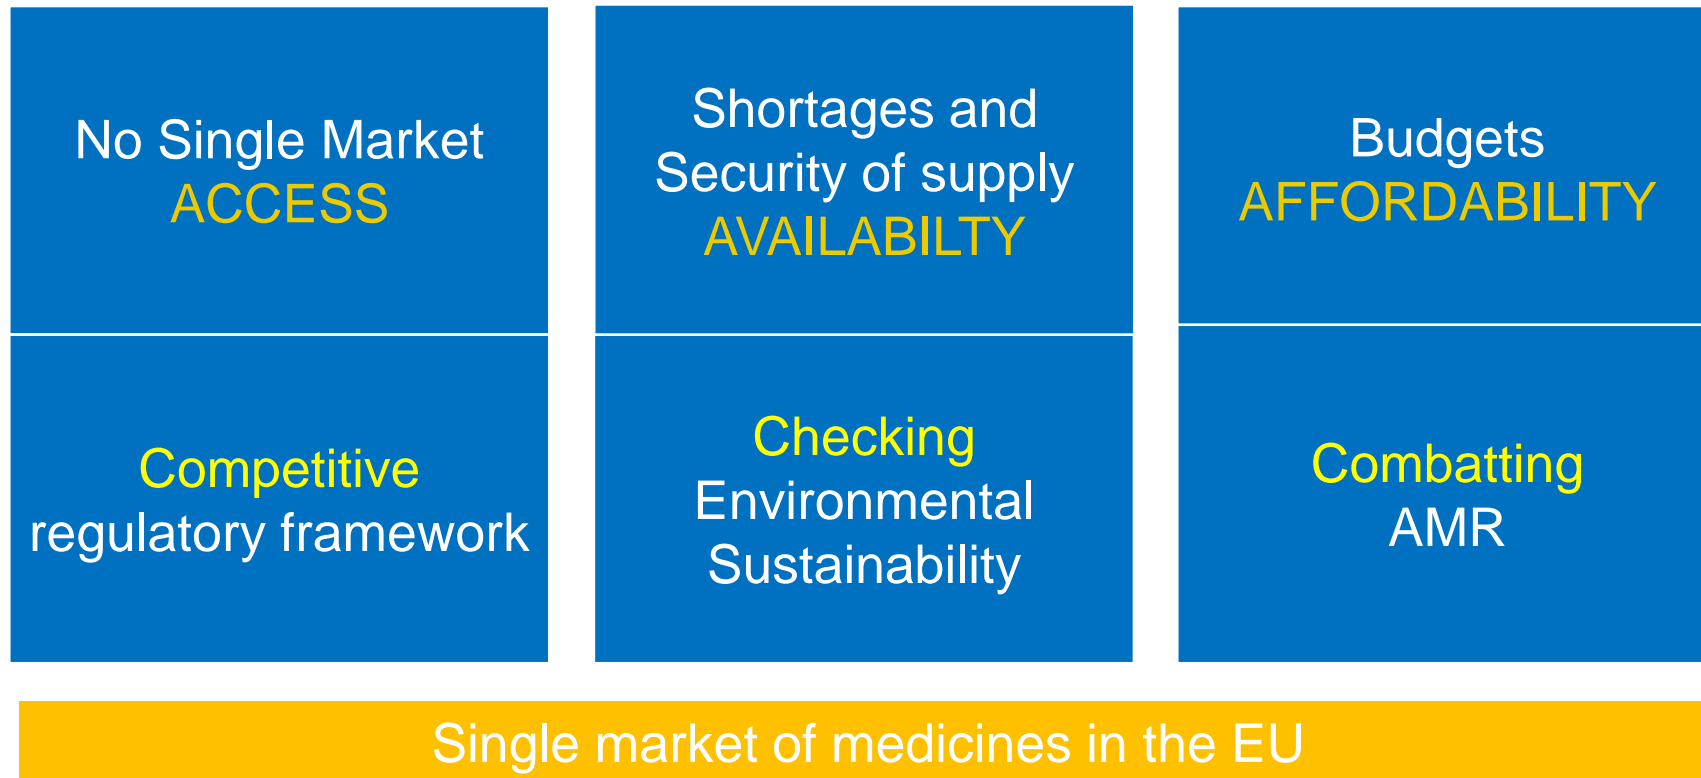 No Single Market
ACCESS
Shortages and
Security of supply
AVAILABILTY
Budgets
AFFORDABILITY
Competitive
regulatory framework
Checking
Environmental
Sustainability
Combatting
AMR
Single market of medicines in the EU